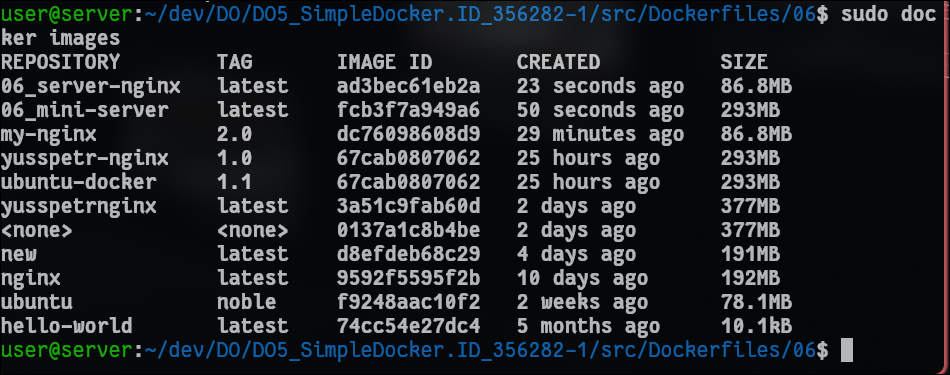 user@server:~/dev/DO/DO5_SimpleDocker.ID_356282-1/src/Dockerfiles/06$ sudo doc
ker images
REPOSITORY TAG IMAGE ID CREATED SIZE
06_server-nginx latest ad3bec61eb2a 23 seconds ago 86.8MB
06_mini-server latest fcb3f7a949a6 50 seconds ago 293MB
my-nginx 2.0 dc76098608d9 29 minutes ago 86.8MB
yusspetr-nginx 1.0 67cab0807062 25 hours ago 293MB
ubuntu-docker 1.1 67cab0807062 25 hours ago 293MB
yusspetrnginx latest 3a51c9fab60d 2 days ago 377MB
<none> <none> 0137a1c8b4be 2 days ago 377MB
new latest d8efdeb68c29 4 days ago 191MB
nginx latest 9592f5595f2b 10 days ago 192MB
ubuntu noble f9248aac10f2 2 weeks ago 78.1MB
hello-world latest 74cc54e27dc4 5 months ago 10.1kB
user@server:~/dev/DO/DO5_SimpleDocker.ID_356282-1/src/Dockerfiles/06$